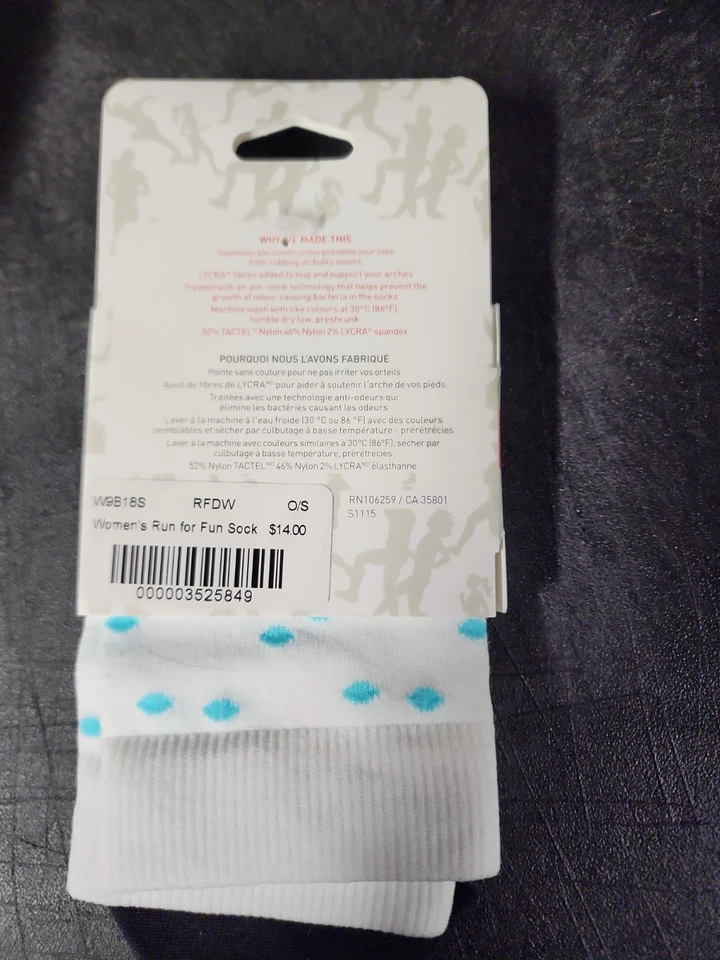 WHY WE MADE THIS
Seamless toe construction prevents your toes
from rubbing on bulky seams
LYCRA® fibres added to hug and support your arches
Treated with an anti-stink technology that helps prevent the
growth of odour causing bacteria in the socks
Machine wash with like colours at 30°C (86°F),
tumble dry low, preshrunk
52% TACTEL® Nylon 46% Nylon 2% LYCRA® spandex
POURQUOI NOUS L'AVONS FABRIQUÉ
Pointe sans couture pour ne pas irriter vos orteils
Ajout de fibres de LYCRAᴹᴰ pour aider à soutenir l'arche de vos pieds
Traitées avec une technologie anti-odeurs qui
élimine les bactéries causant les odeurs
Laver à la machine à l'eau froide (30 °C ou 86 °F) avec des couleurs
semblables et sécher par culbutage à basse température - prérétrécies
Laver à la machine avec couleurs similaires à 30°C (86°F), sécher par
culbutage à basse température, prérétrécies
52% Nylon TACTELᴹᴰ 46% Nylon 2% LYCRAᴹᴰ élasthanne
RN106259 / CA 35801
S1115
W9B18S RFDW O/S
Women's Run for Fun Sock $14.00
000003525849